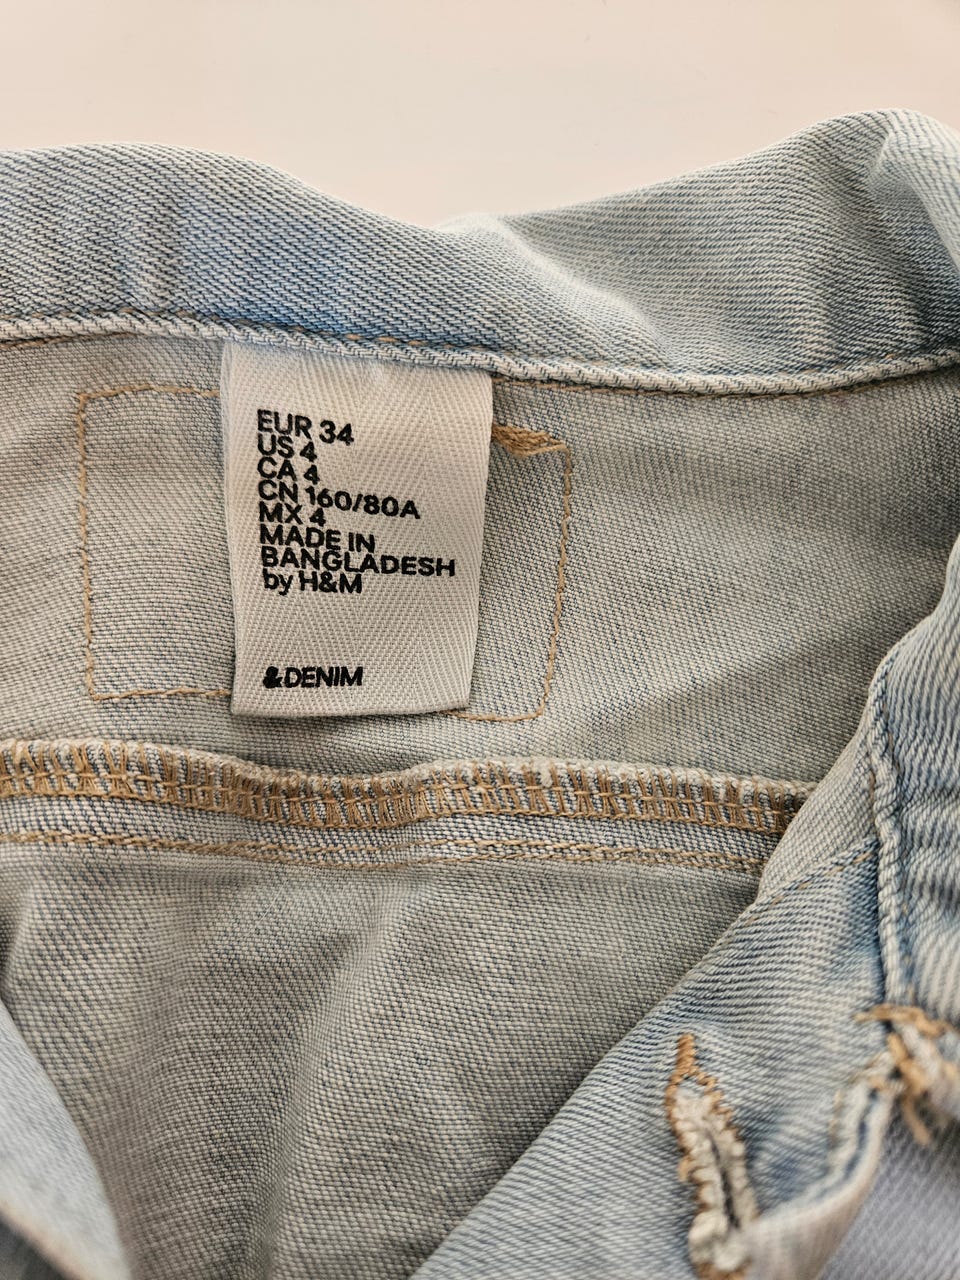 EUR 34
US 4
CA 4
CN 160/80A
MX 4
MADE IN
BANGLADESH
by H&M
&DENIM